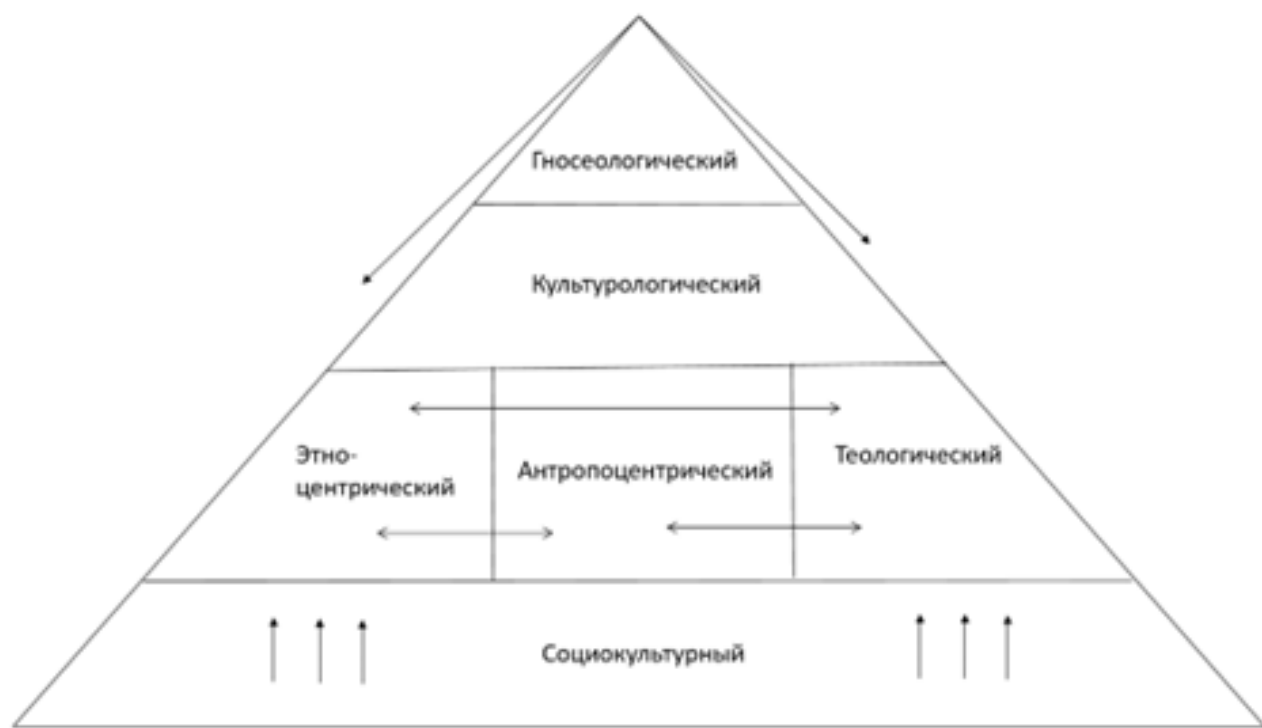 Гносеологический
Культурологический
Этно-
центрический
Антропоцентрический
Теологический
Социокультурный